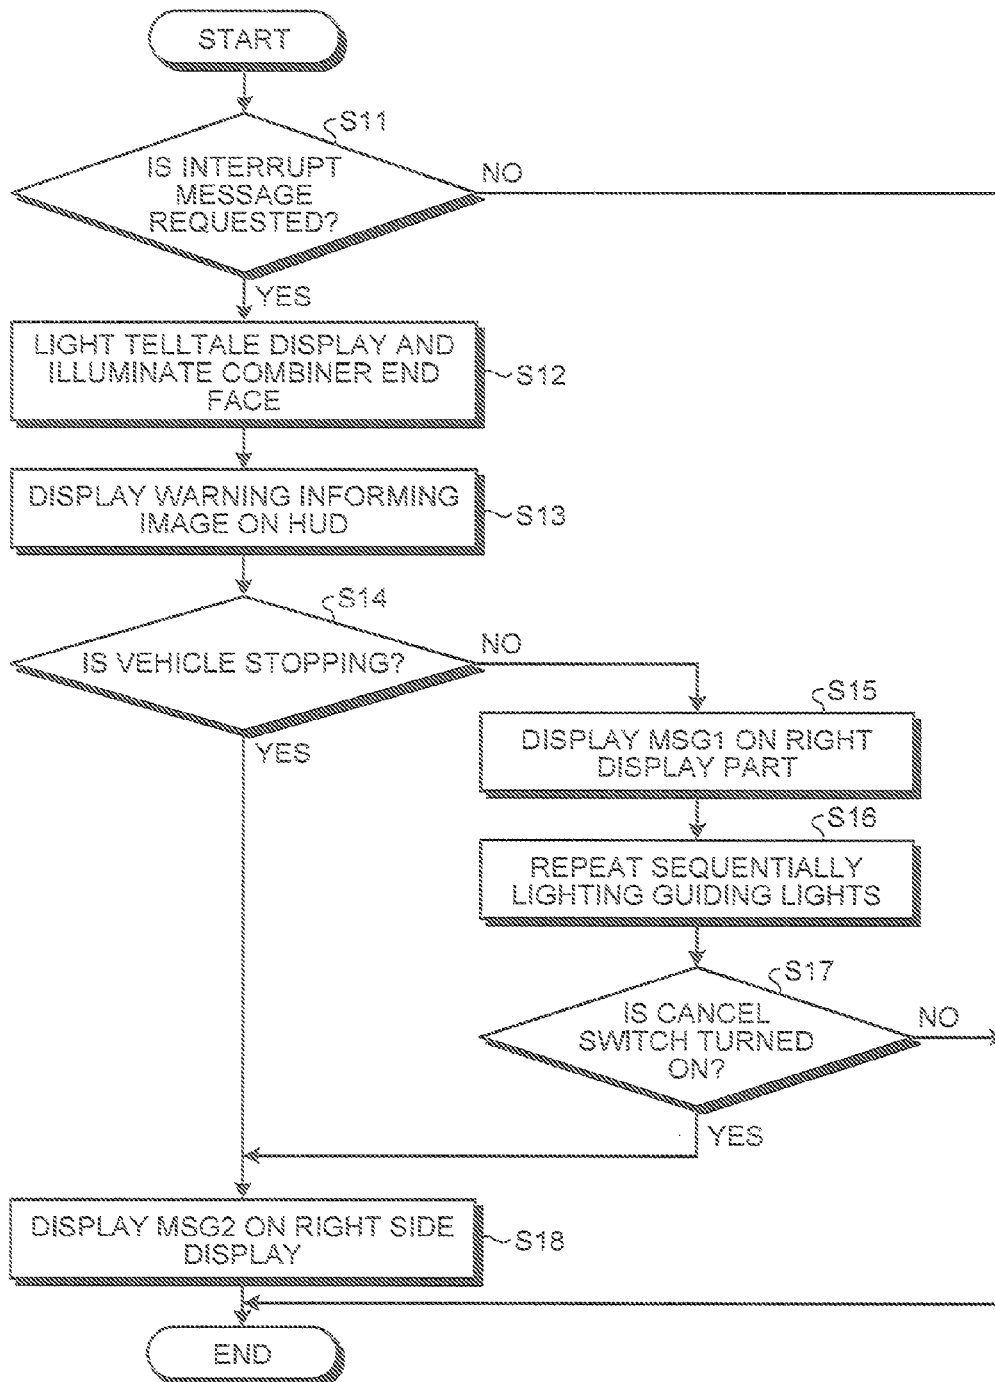 START
S11
IS INTERRUPT
MESSAGE
REQUESTED?
NO
YES
LIGHT TELLTALE DISPLAY AND
ILLUMINATE COMBINER END
FACE
S12
DISPLAY WARNING INFORMING
IMAGE ON HUD
S13
S14
IS VEHICLE STOPPING?
NO
YES
S15
DISPLAY MSG1 ON RIGHT
DISPLAY PART
S16
REPEAT SEQUENTIALLY
LIGHTING GUIDING LIGHTS
S17
IS CANCEL
SWITCH TURNED
ON?
NO
YES
DISPLAY MSG2 ON RIGHT SIDE
DISPLAY
S18
END